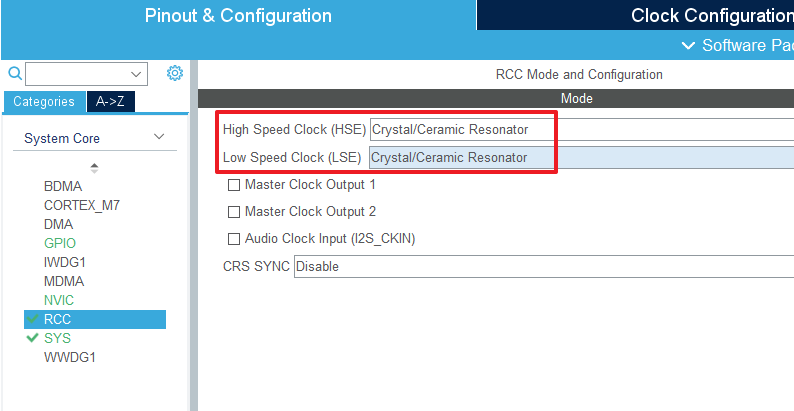 Pinout & Configuration
Clock Configuration
Software Pa
RCC Mode and Configuration
Categories
A->Z
Mode
System Core
High Speed Clock (HSE)
Crystal/Ceramic Resonator
Low Speed Clock (LSE)
Crystal/Ceramic Resonator
Master Clock Output 1
Master Clock Output 2
Audio Clock Input (I2S_CKIN)
CRS SYNC
Disable
BDMA
CORTEX_M7
DMA
GPIO
IWDG1
MDMA
NVIC
RCC
SYS
WWDG1